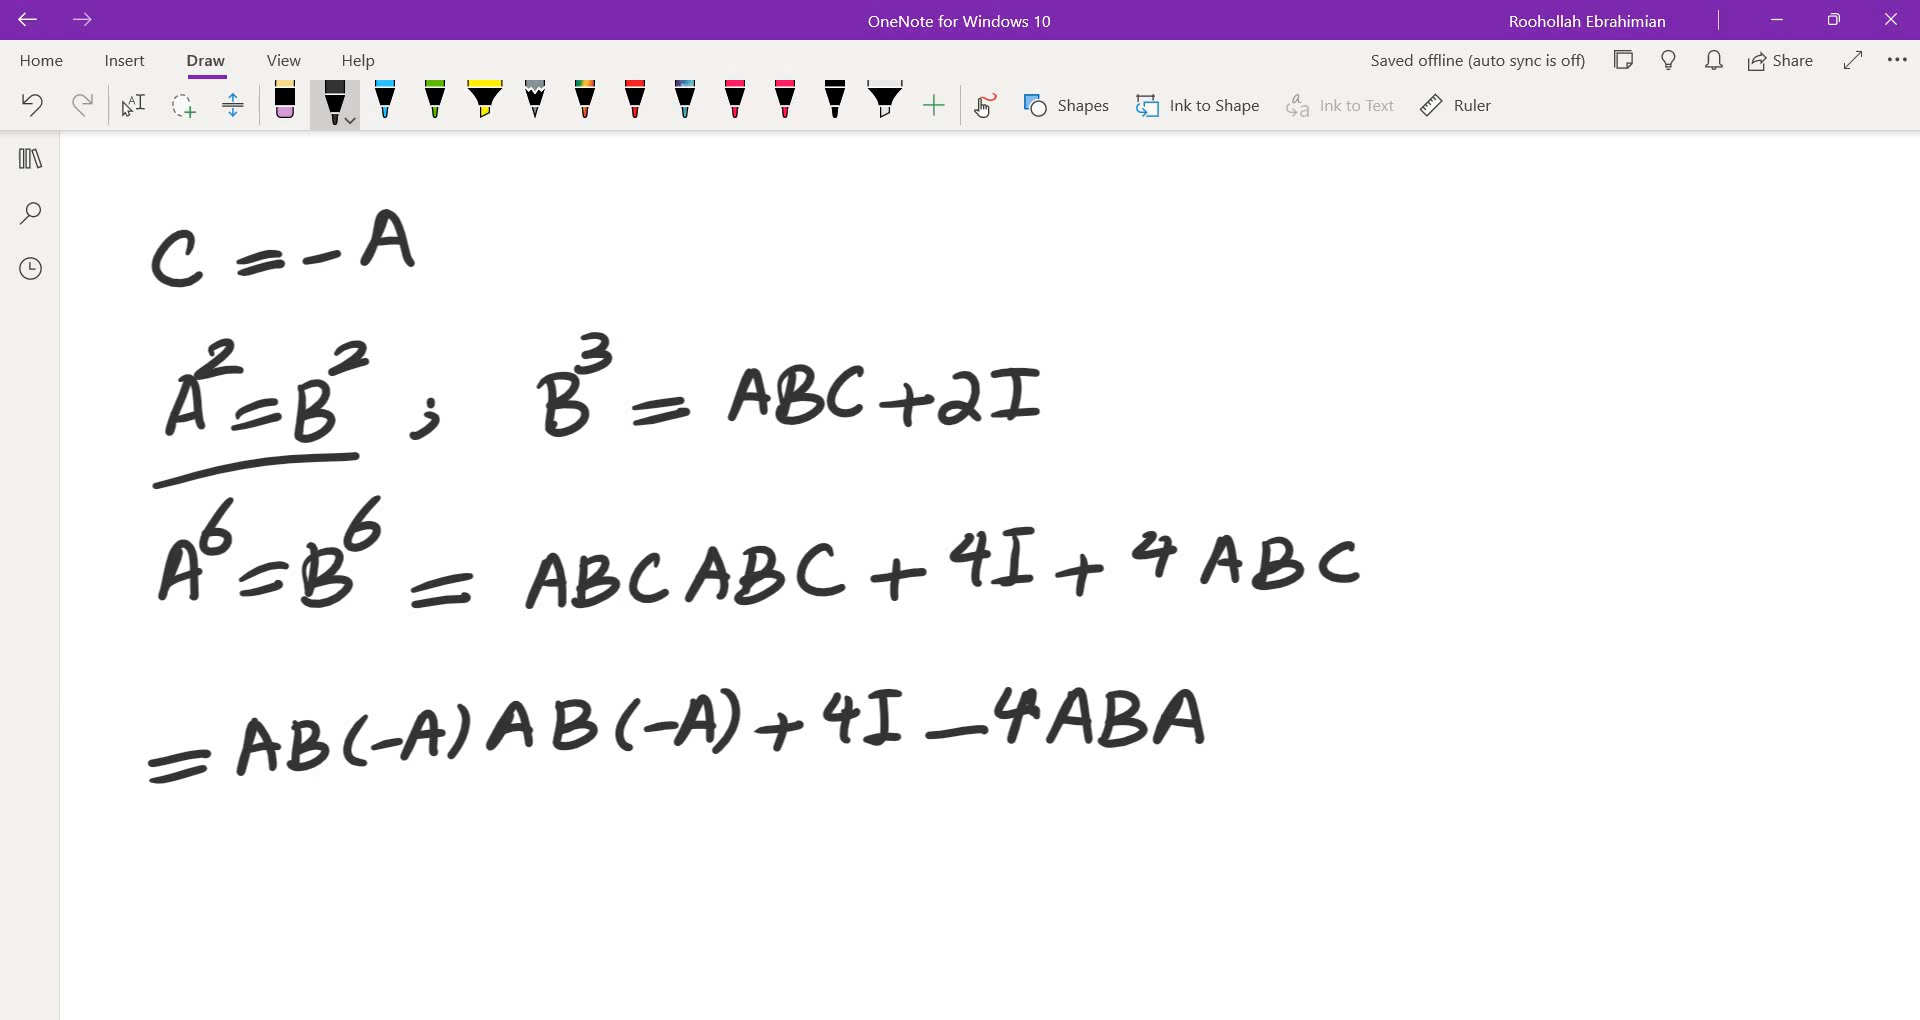 OneNote for Windows 10
Roohollah Ebrahimian
Home Insert Draw View Help
Saved offline (auto sync is off) Share
Shapes Ink to Shape Ink to Text Ruler
C = -A
A² = B² ; B³ = ABC + 2I
A⁶ = B⁶ = ABCABC + 4I + 4ABC
= AB(-A)AB(-A) + 4I - 4ABA